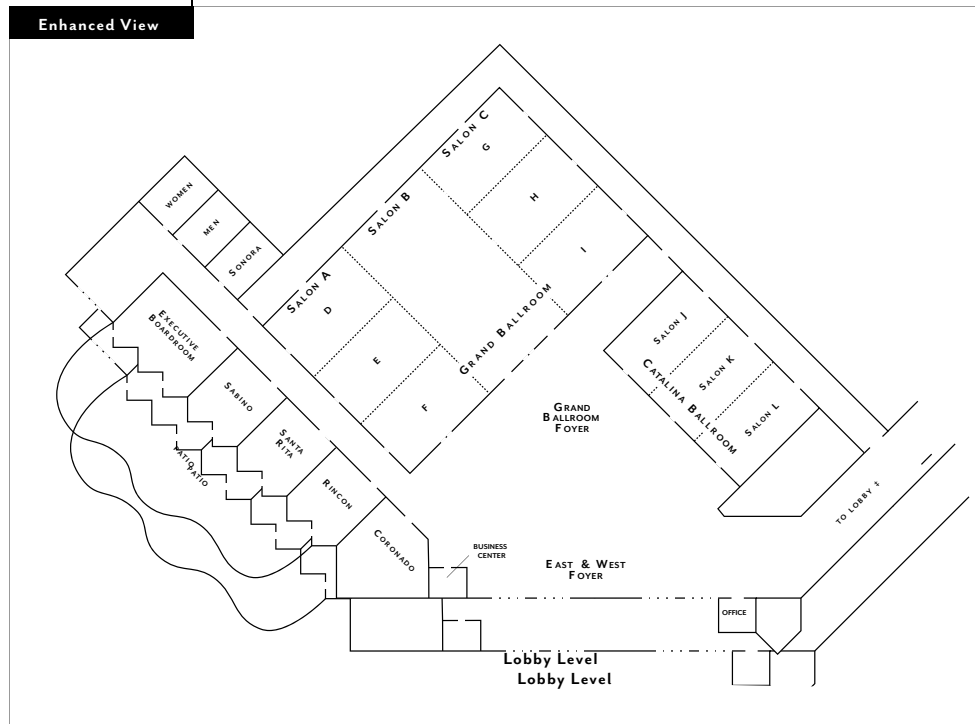 Enhanced View
SALON C
G
WOMEN
MEN
SONORA
SALON B
H
I
SALON A
D
E
F
GRAND BALLROOM
EXECUTIVE
BOARDROOM
SABINO
SANTA
RITA
RINCON
CORONADO
PATIO
PATIO
SALON J
SALON K
SALON L
CATALINA BALLROOM
GRAND
BALLROOM
FOYER
TO LOBBY ‡
BUSINESS
CENTER
EAST & WEST
FOYER
OFFICE
Lobby Level
Lobby Level